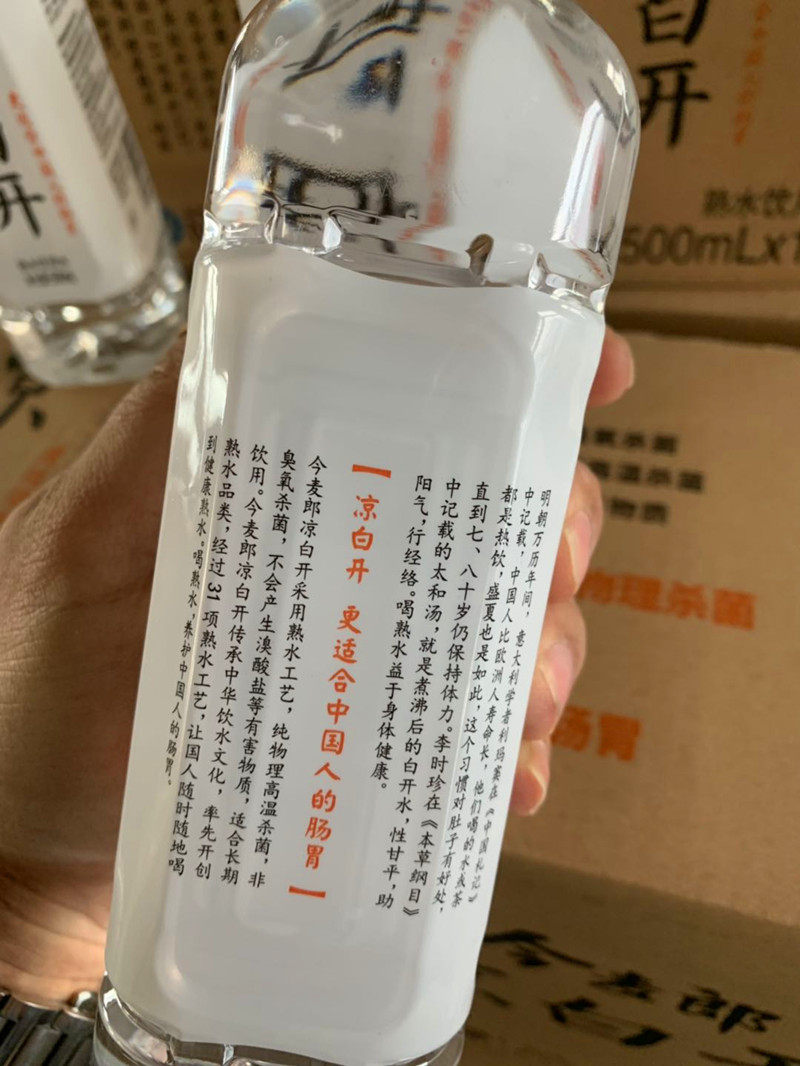 明朝万历年间，意大利学者利玛窦在《中国札记》
中记载，中国人比欧洲人寿命长，他们喝的水或茶
都是热饮，盛夏也是如此，这个习惯对肚子有好处，
直到七、八十岁仍保持体力。李时珍在《本草纲目》
中记载的太和汤，就是煮沸后的白开水，性甘平，助
阳气，行经络。喝熟水益于身体健康。
【凉白开 更适合中国人的肠胃】
今麦郎凉白开采用熟水工艺，纯物理高温杀菌，非
臭氧杀菌，不会产生溴酸盐等有害物质，适合长期
饮用。今麦郎凉白开传承中华饮水文化，率先开创
熟水品类，经过31项熟水工艺，让国人随时随地喝
到健康熟水。喝熟水，养护中国人的肠胃。
白开
熟水饮
500mLx1
氧杀菌
高温杀菌
物质
物理杀菌
肠胃
今麦郎
开